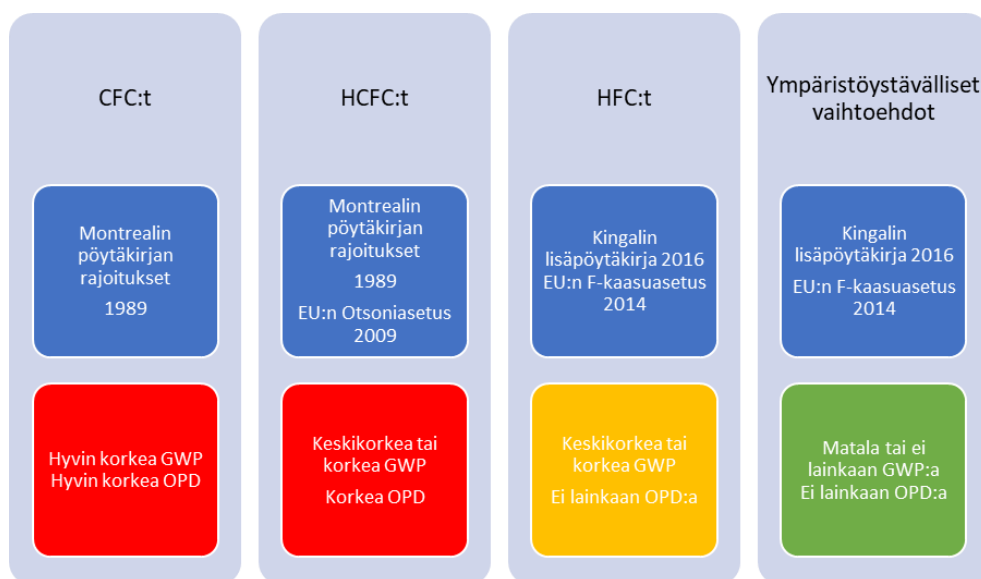 CFC:t
Montrealin
pöytäkirjan
rajoitukset
1989
Hyvin korkea GWP
Hyvin korkea OPD
HCFC:t
Montrealin
pöytäkirjan
rajoitukset
1989
EU:n Otsoniasetus
2009
Keskikorkea tai
korkea GWP
Korkea OPD
HFC:t
Kingalin
lisäpöytäkirja 2016
EU:n F-kaasuasetus
2014
Keskikorkea tai
korkea GWP
Ei lainkaan OPD:a
Ympäristöystävälliset
vaihtoehdot
Kingalin
lisäpöytäkirja 2016
EU:n F-kaasuasetus
2014
Matala tai ei
lainkaan GWP:a
Ei lainkaan OPD:a